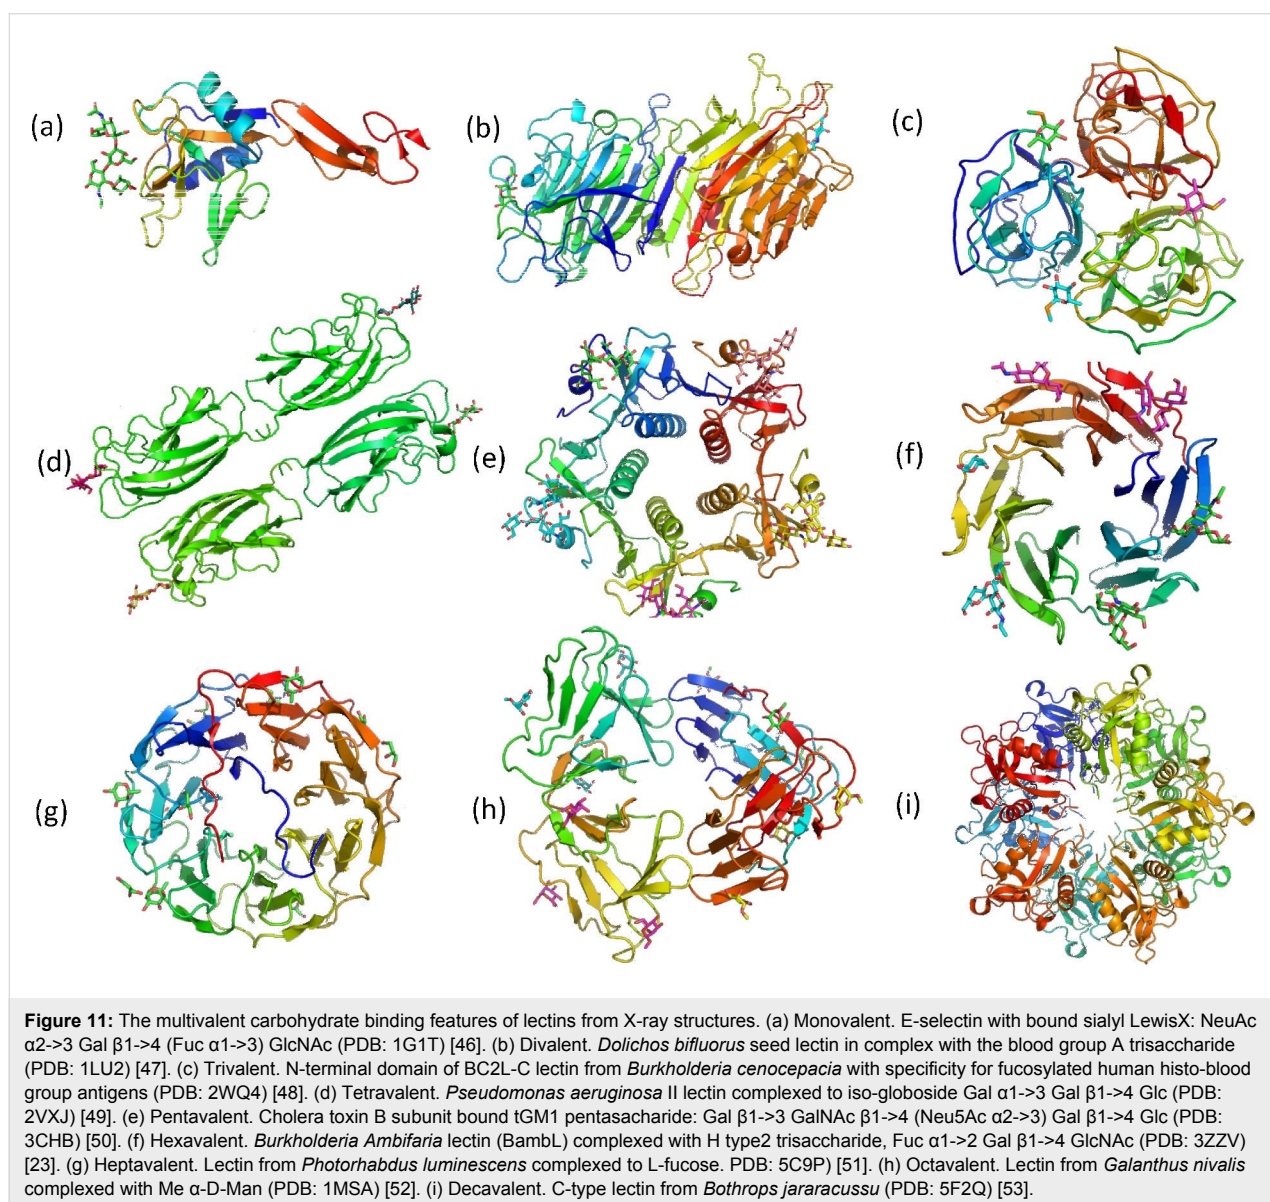 (a)
(b)
(c)
(d)
(e)
(f)
(g)
(h)
(i)
Figure 11: The multivalent carbohydrate binding features of lectins from X-ray structures. (a) Monovalent. E-selectin with bound sialyl LewisX: NeuAc
α2->3 Gal β1->4 (Fuc α1->3) GlcNAc (PDB: 1G1T) [46]. (b) Divalent. Dolichos bifluorus seed lectin in complex with the blood group A trisaccharide
(PDB: 1LU2) [47]. (c) Trivalent. N-terminal domain of BC2L-C lectin from Burkholderia cenocepacia with specificity for fucosylated human histo-blood
group antigens (PDB: 2WQ4) [48]. (d) Tetravalent. Pseudomonas aeruginosa II lectin complexed to iso-globoside Gal α1->3 Gal β1->4 Glc (PDB:
2VXJ) [49]. (e) Pentavalent. Cholera toxin B subunit bound tGM1 pentasacharide: Gal β1->3 GalNAc β1->4 (Neu5Ac α2->3) Gal β1->4 Glc (PDB:
3CHB) [50]. (f) Hexavalent. Burkholderia Ambifaria lectin (BambL) complexed with H type2 trisaccharide, Fuc α1->2 Gal β1->4 GlcNAc (PDB: 3ZZV)
[23]. (g) Heptavalent. Lectin from Photorhabdus luminescens complexed to L-fucose. PDB: 5C9P) [51]. (h) Octavalent. Lectin from Galanthus nivalis
complexed with Me α-D-Man (PDB: 1MSA) [52]. (i) Decavalent. C-type lectin from Bothrops jararacussu (PDB: 5F2Q) [53].